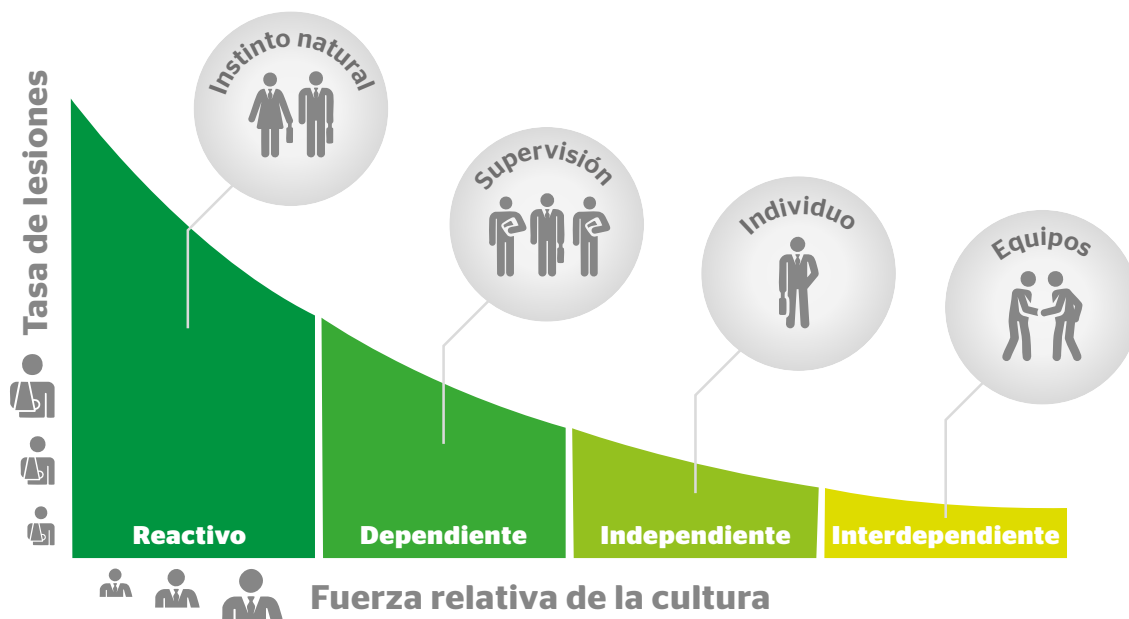 Tasa de lesiones
Instinto natural
Supervisión
Individuo
Equipos
Reactivo
Dependiente
Independiente
Interdependiente
Fuerza relativa de la cultura